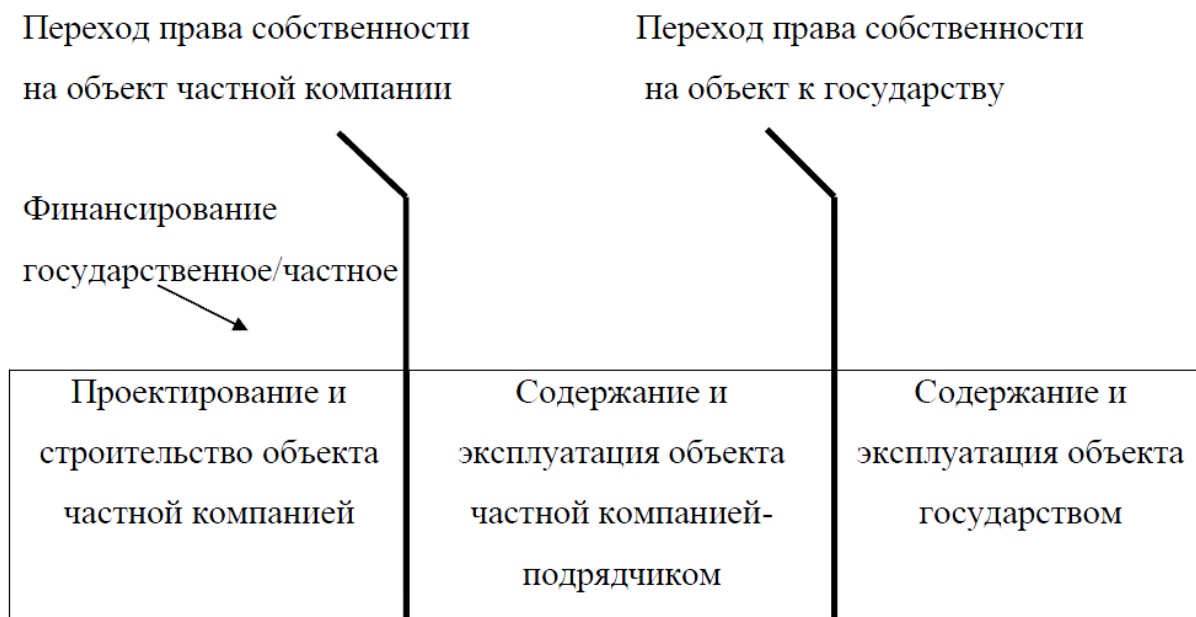 Переход права собственности
на объект частной компании
Переход права собственности
на объект к государству
Финансирование
государственное/частное
Проектирование и
строительство объекта
частной компанией
Содержание и
эксплуатация объекта
частной компанией-
подрядчиком
Содержание и
эксплуатация объекта
государством